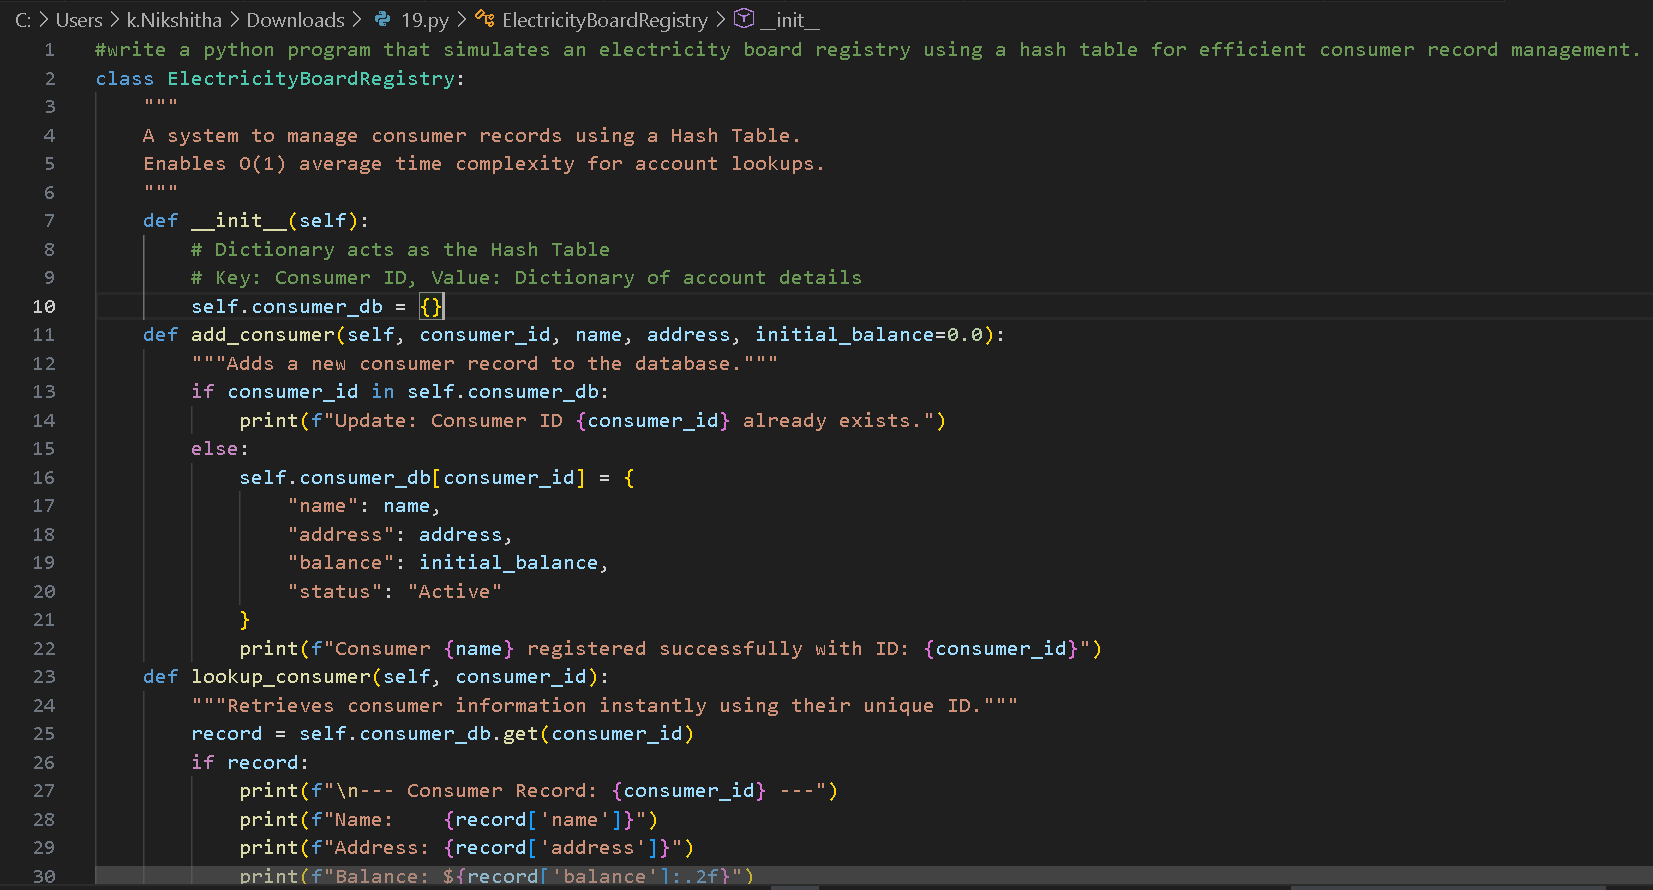 C: > Users > k.Nikshitha > Downloads > 19.py > ElectricityBoardRegistry > __init__
1 #write a python program that simulates an electricity board registry using a hash table for efficient consumer record management.
2 class ElectricityBoardRegistry:
3     """
4     A system to manage consumer records using a Hash Table.
5     Enables O(1) average time complexity for account lookups.
6     """
7     def __init__(self):
8         # Dictionary acts as the Hash Table
9         # Key: Consumer ID, Value: Dictionary of account details
10         self.consumer_db = {}
11     def add_consumer(self, consumer_id, name, address, initial_balance=0.0):
12         """Adds a new consumer record to the database."""
13         if consumer_id in self.consumer_db:
14             print(f"Update: Consumer ID {consumer_id} already exists.")
15         else:
16             self.consumer_db[consumer_id] = {
17                 "name": name,
18                 "address": address,
19                 "balance": initial_balance,
20                 "status": "Active"
21             }
22             print(f"Consumer {name} registered successfully with ID: {consumer_id}")
23     def lookup_consumer(self, consumer_id):
24         """Retrieves consumer information instantly using their unique ID."""
25         record = self.consumer_db.get(consumer_id)
26         if record:
27             print(f"\n--- Consumer Record: {consumer_id} ---")
28             print(f"Name:    {record['name']}")
29             print(f"Address: {record['address']}")
30             print(f"Balance: ${record['balance']:.2f}")